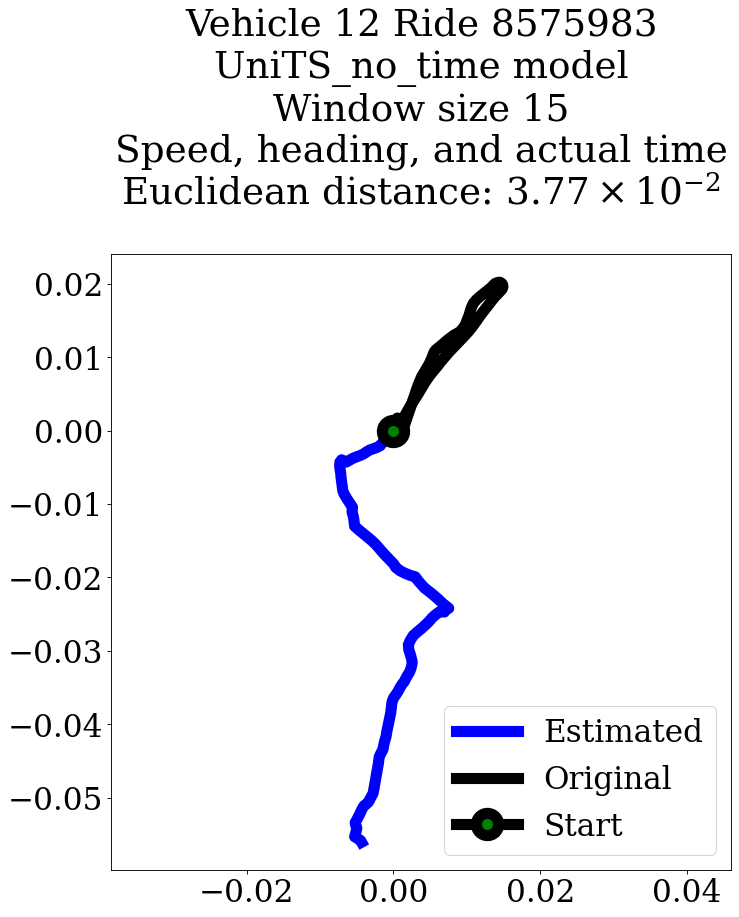 Vehicle 12 Ride 8575983
UniTS_no_time model
Window size 15
Speed, heading, and actual time
Euclidean distance: 3.77 × 10⁻²
0.02
0.01
0.00
−0.01
−0.02
−0.03
−0.04
−0.05
Estimated
Original
Start
−0.02 0.00 0.02 0.04